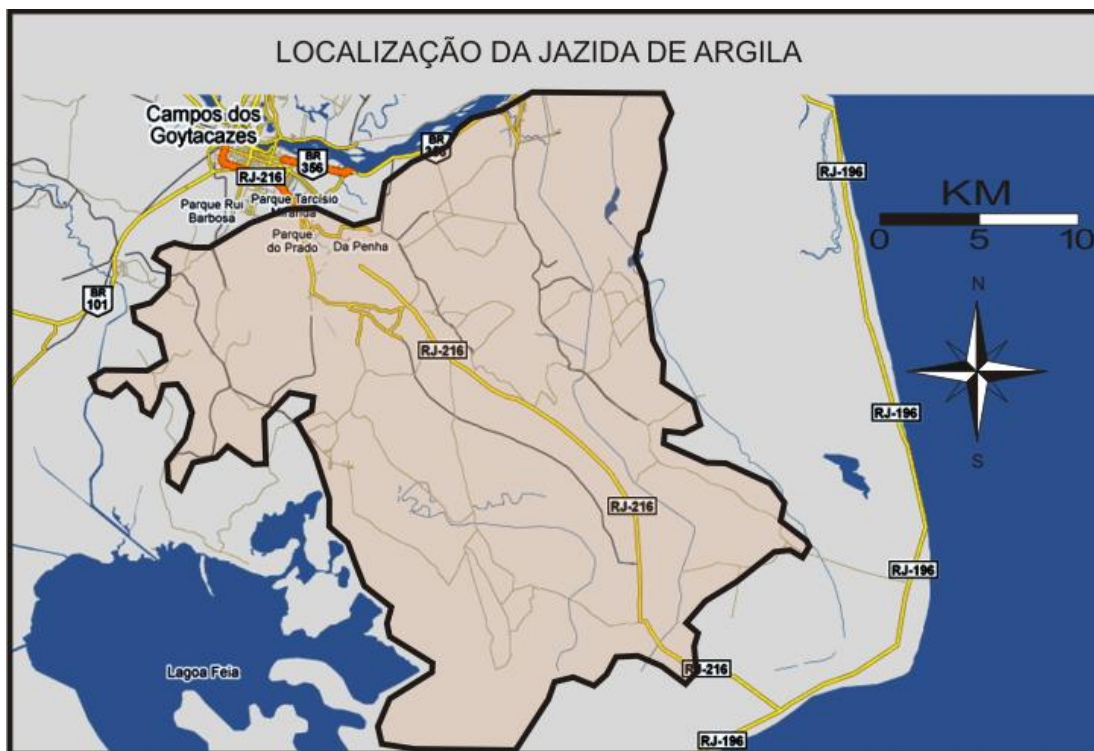 LOCALIZAÇÃO DA JAZIDA DE ARGILA
Campos dos
Goytacazes
BR
356
BR
356
RJ-216
RJ-196
KM
0 5 10
Parque Rui
Barbosa
Parque Tarcísio
Miranda
Parque
do Prado
Da Penha
BR
101
N
RJ-216
RJ-196
S
RJ-216
RJ-196
Lagoa Feia
RJ-216
RJ-196